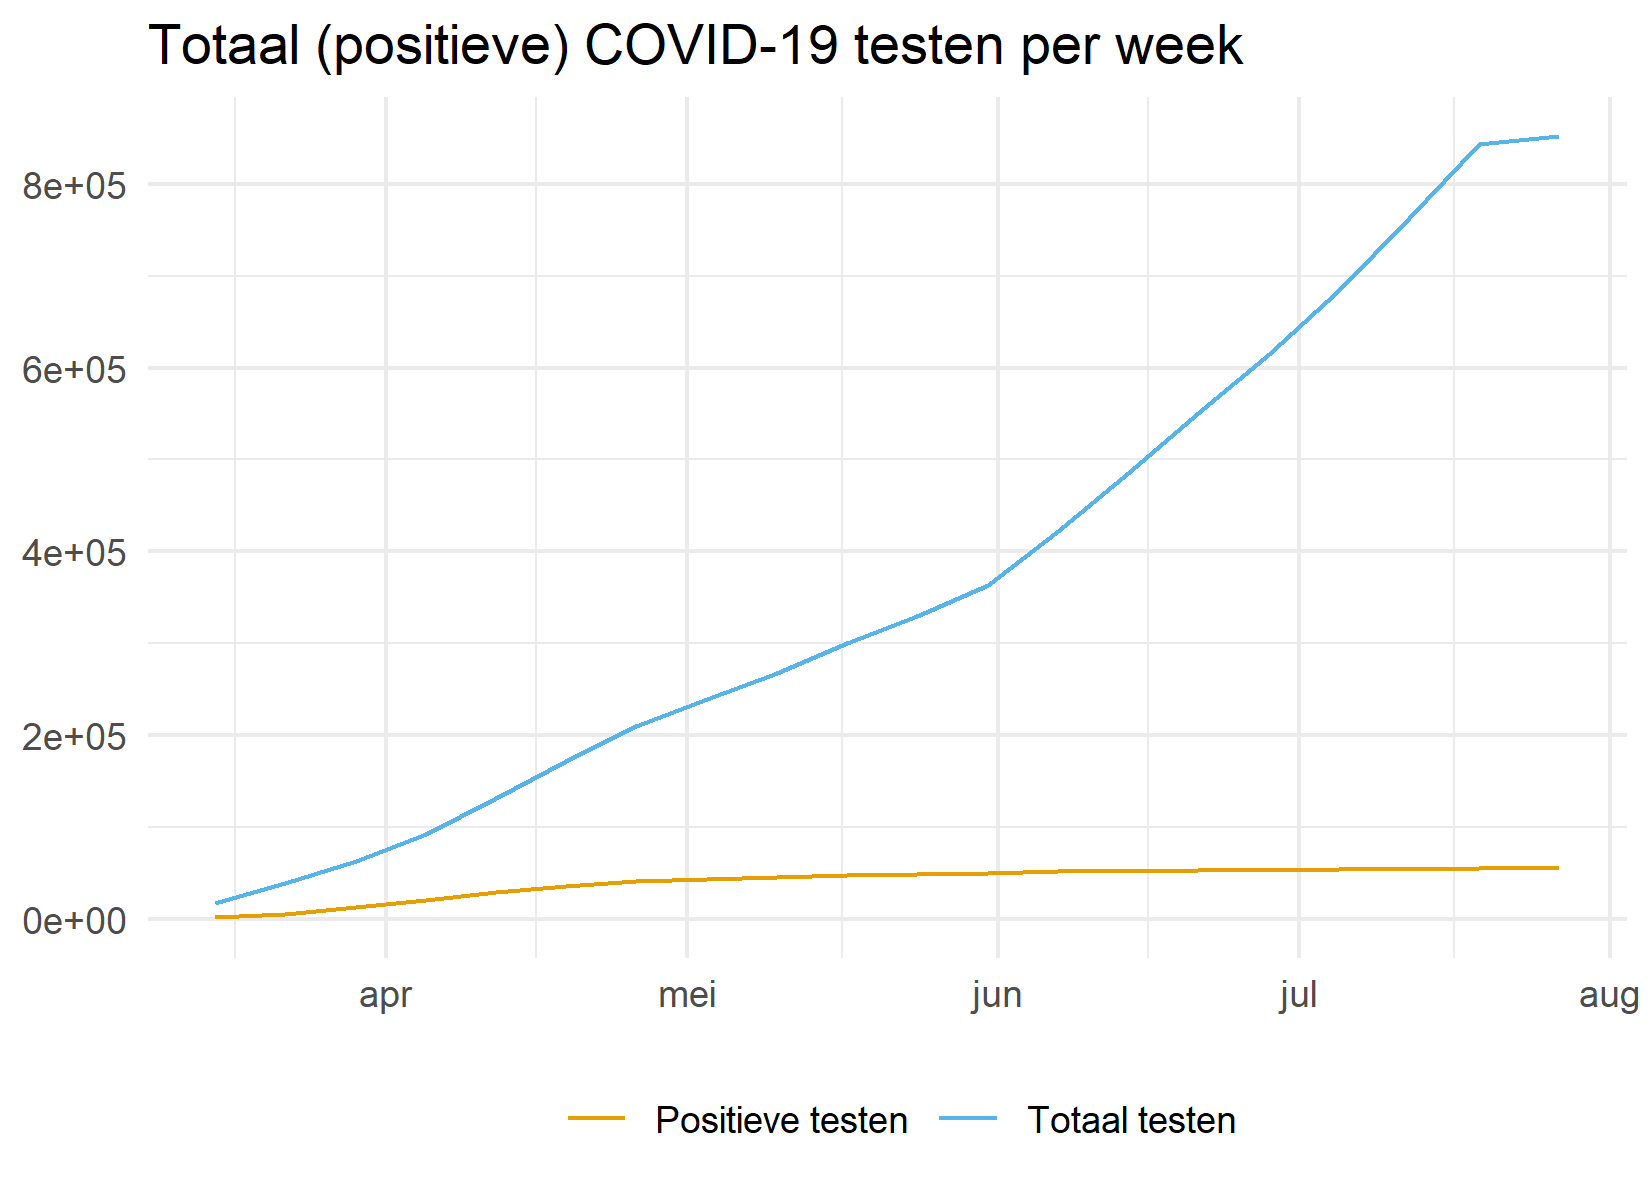 Totaal (positieve) COVID-19 testen per week
8e+05
6e+05
4e+05
2e+05
0e+00
apr mei jun jul aug
Positieve testen Totaal testen